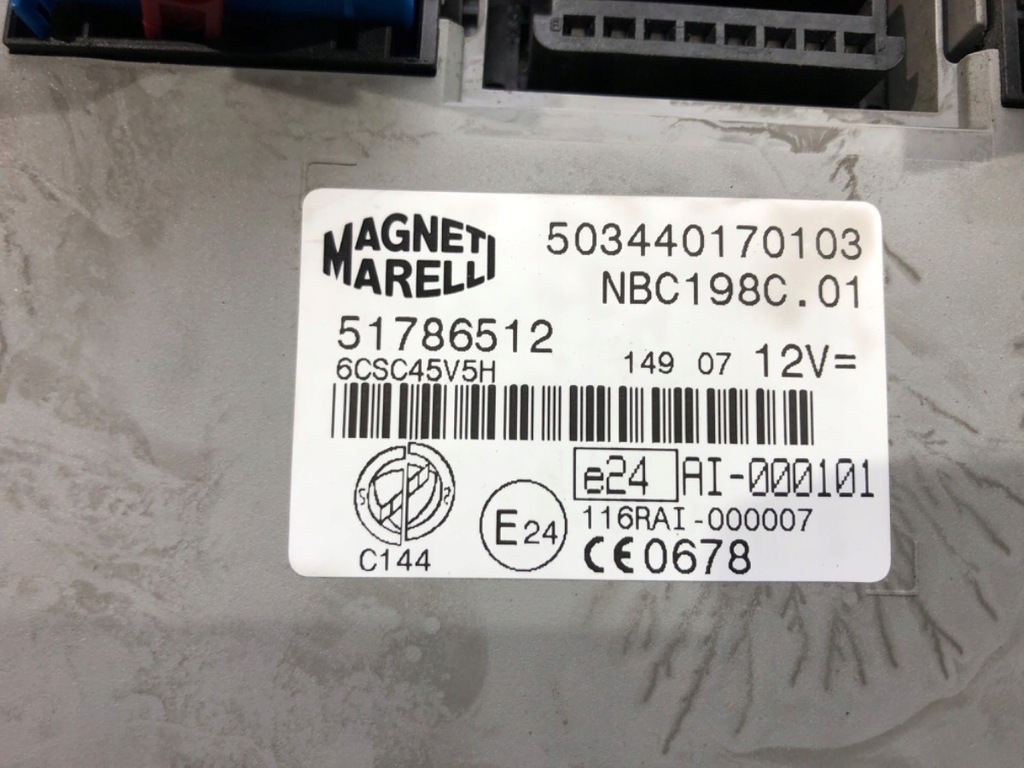 MAGNETI
MARELLI
503440170103
NBC198C.01
51786512
6CSC45V5H
149 07 12V=
e24 AI-000101
E24
116RAI-000007
C144
CE0678